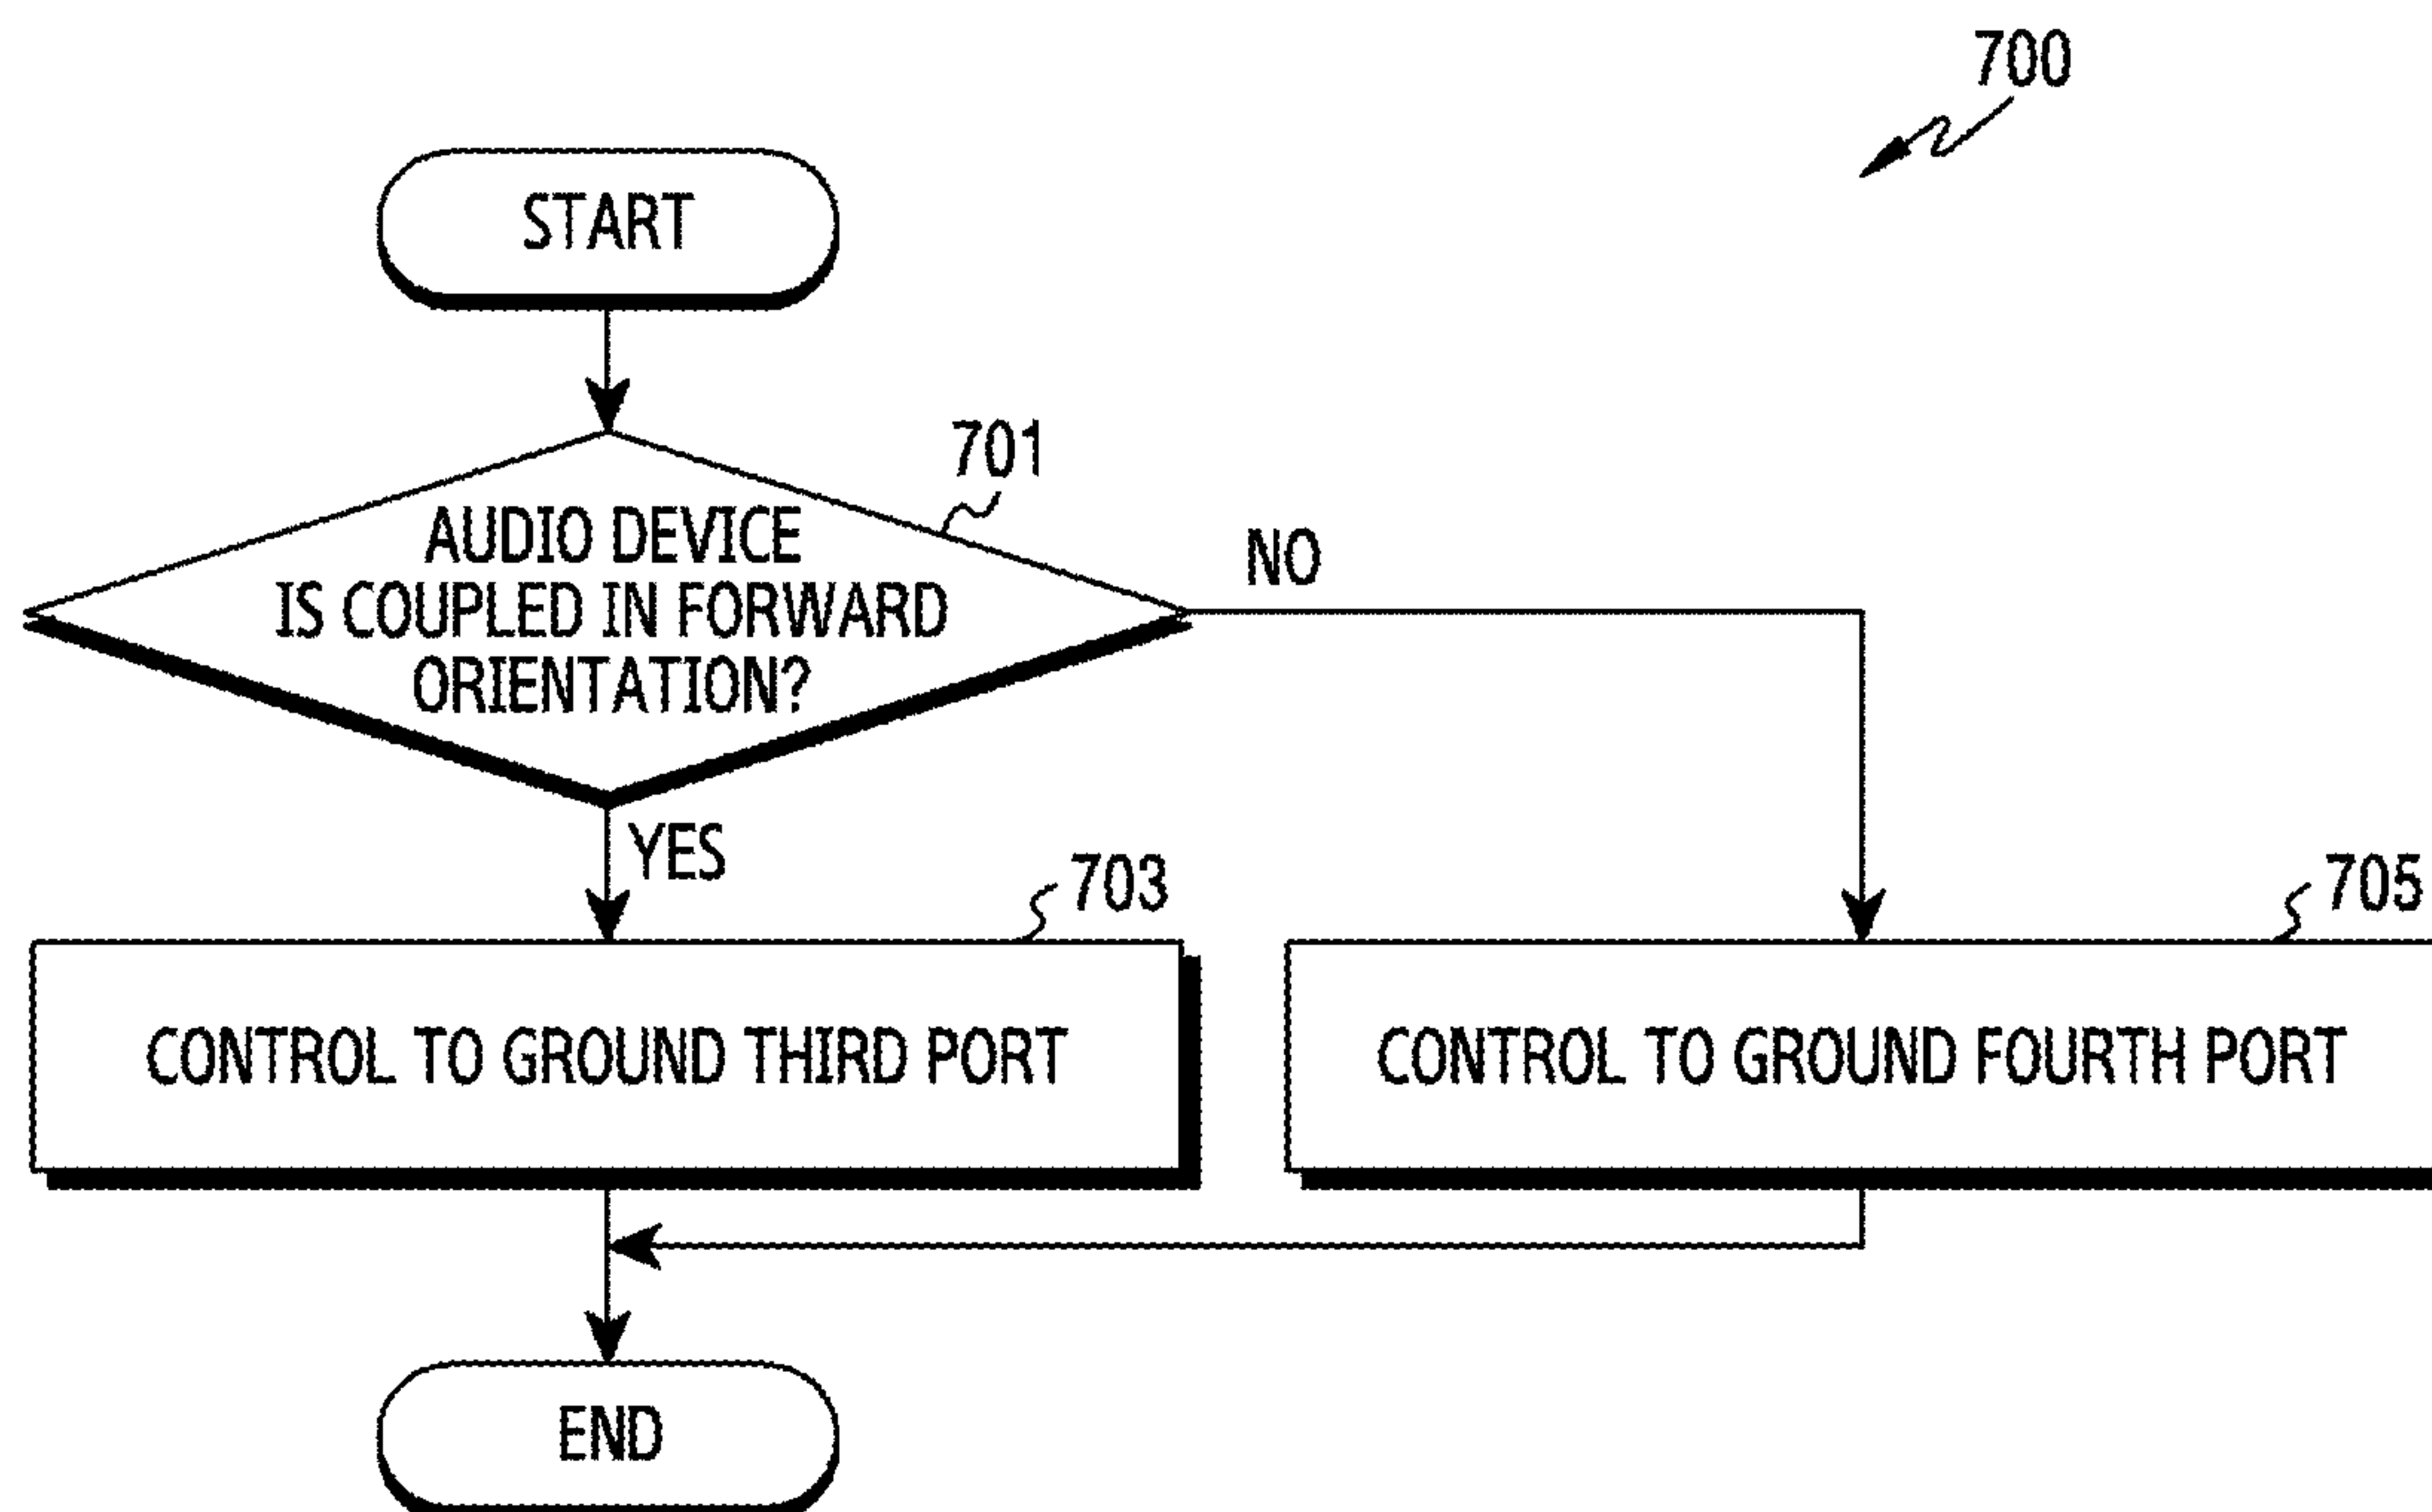 700
START
701
AUDIO DEVICE
IS COUPLED IN FORWARD
ORIENTATION?
NO
YES
703
705
CONTROL TO GROUND THIRD PORT
CONTROL TO GROUND FOURTH PORT
END